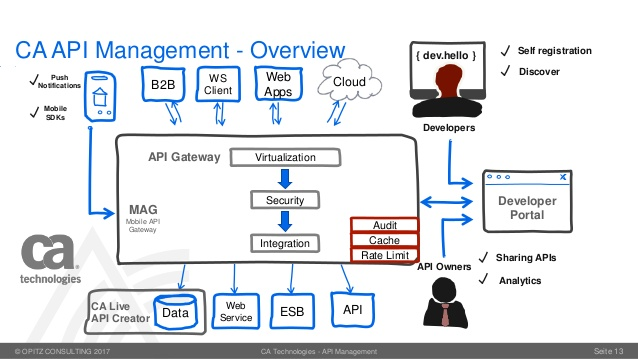 CA API Management - Overview
Push
Notifications
Mobile
SDKs
B2B
WS
Client
Web
Apps
Cloud
{ dev.hello }
Self registration
Discover
Developers
API Gateway
Virtualization
Security
Integration
MAG
Mobile API
Gateway
Audit
Cache
Rate Limit
Developer
Portal
API Owners
Sharing APIs
Analytics
ca
technologies
CA Live
API Creator
Data
Web
Service
ESB
API
© OPITZ CONSULTING 2017
CA Technologies - API Management
Seite 13